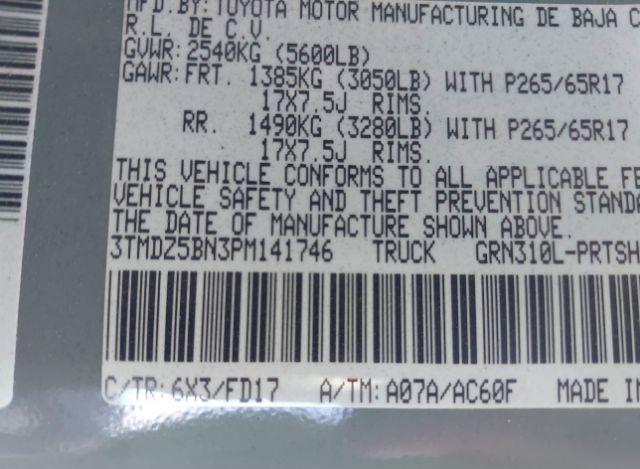 MFD.BY: TOYOTA MOTOR MANUFACTURING DE BAJA C
R.L. DE C.V.
GVWR: 2540KG (5600LB)
GAWR: FRT. 1385KG (3050LB) WITH P265/65R17
17X7.5J RIMS.
RR. 1490KG (3280LB) WITH P265/65R17
17X7.5J RIMS.
THIS VEHICLE CONFORMS TO ALL APPLICABLE FE
VEHICLE SAFETY AND THEFT PREVENTION STANDA
THE DATE OF MANUFACTURE SHOWN ABOVE.
3TMDZ5BN3PM141746 TRUCK GRN310L-PRTSH
C/TR: 6X3/FD17 A/TM: A07A/AC60F MADE IN